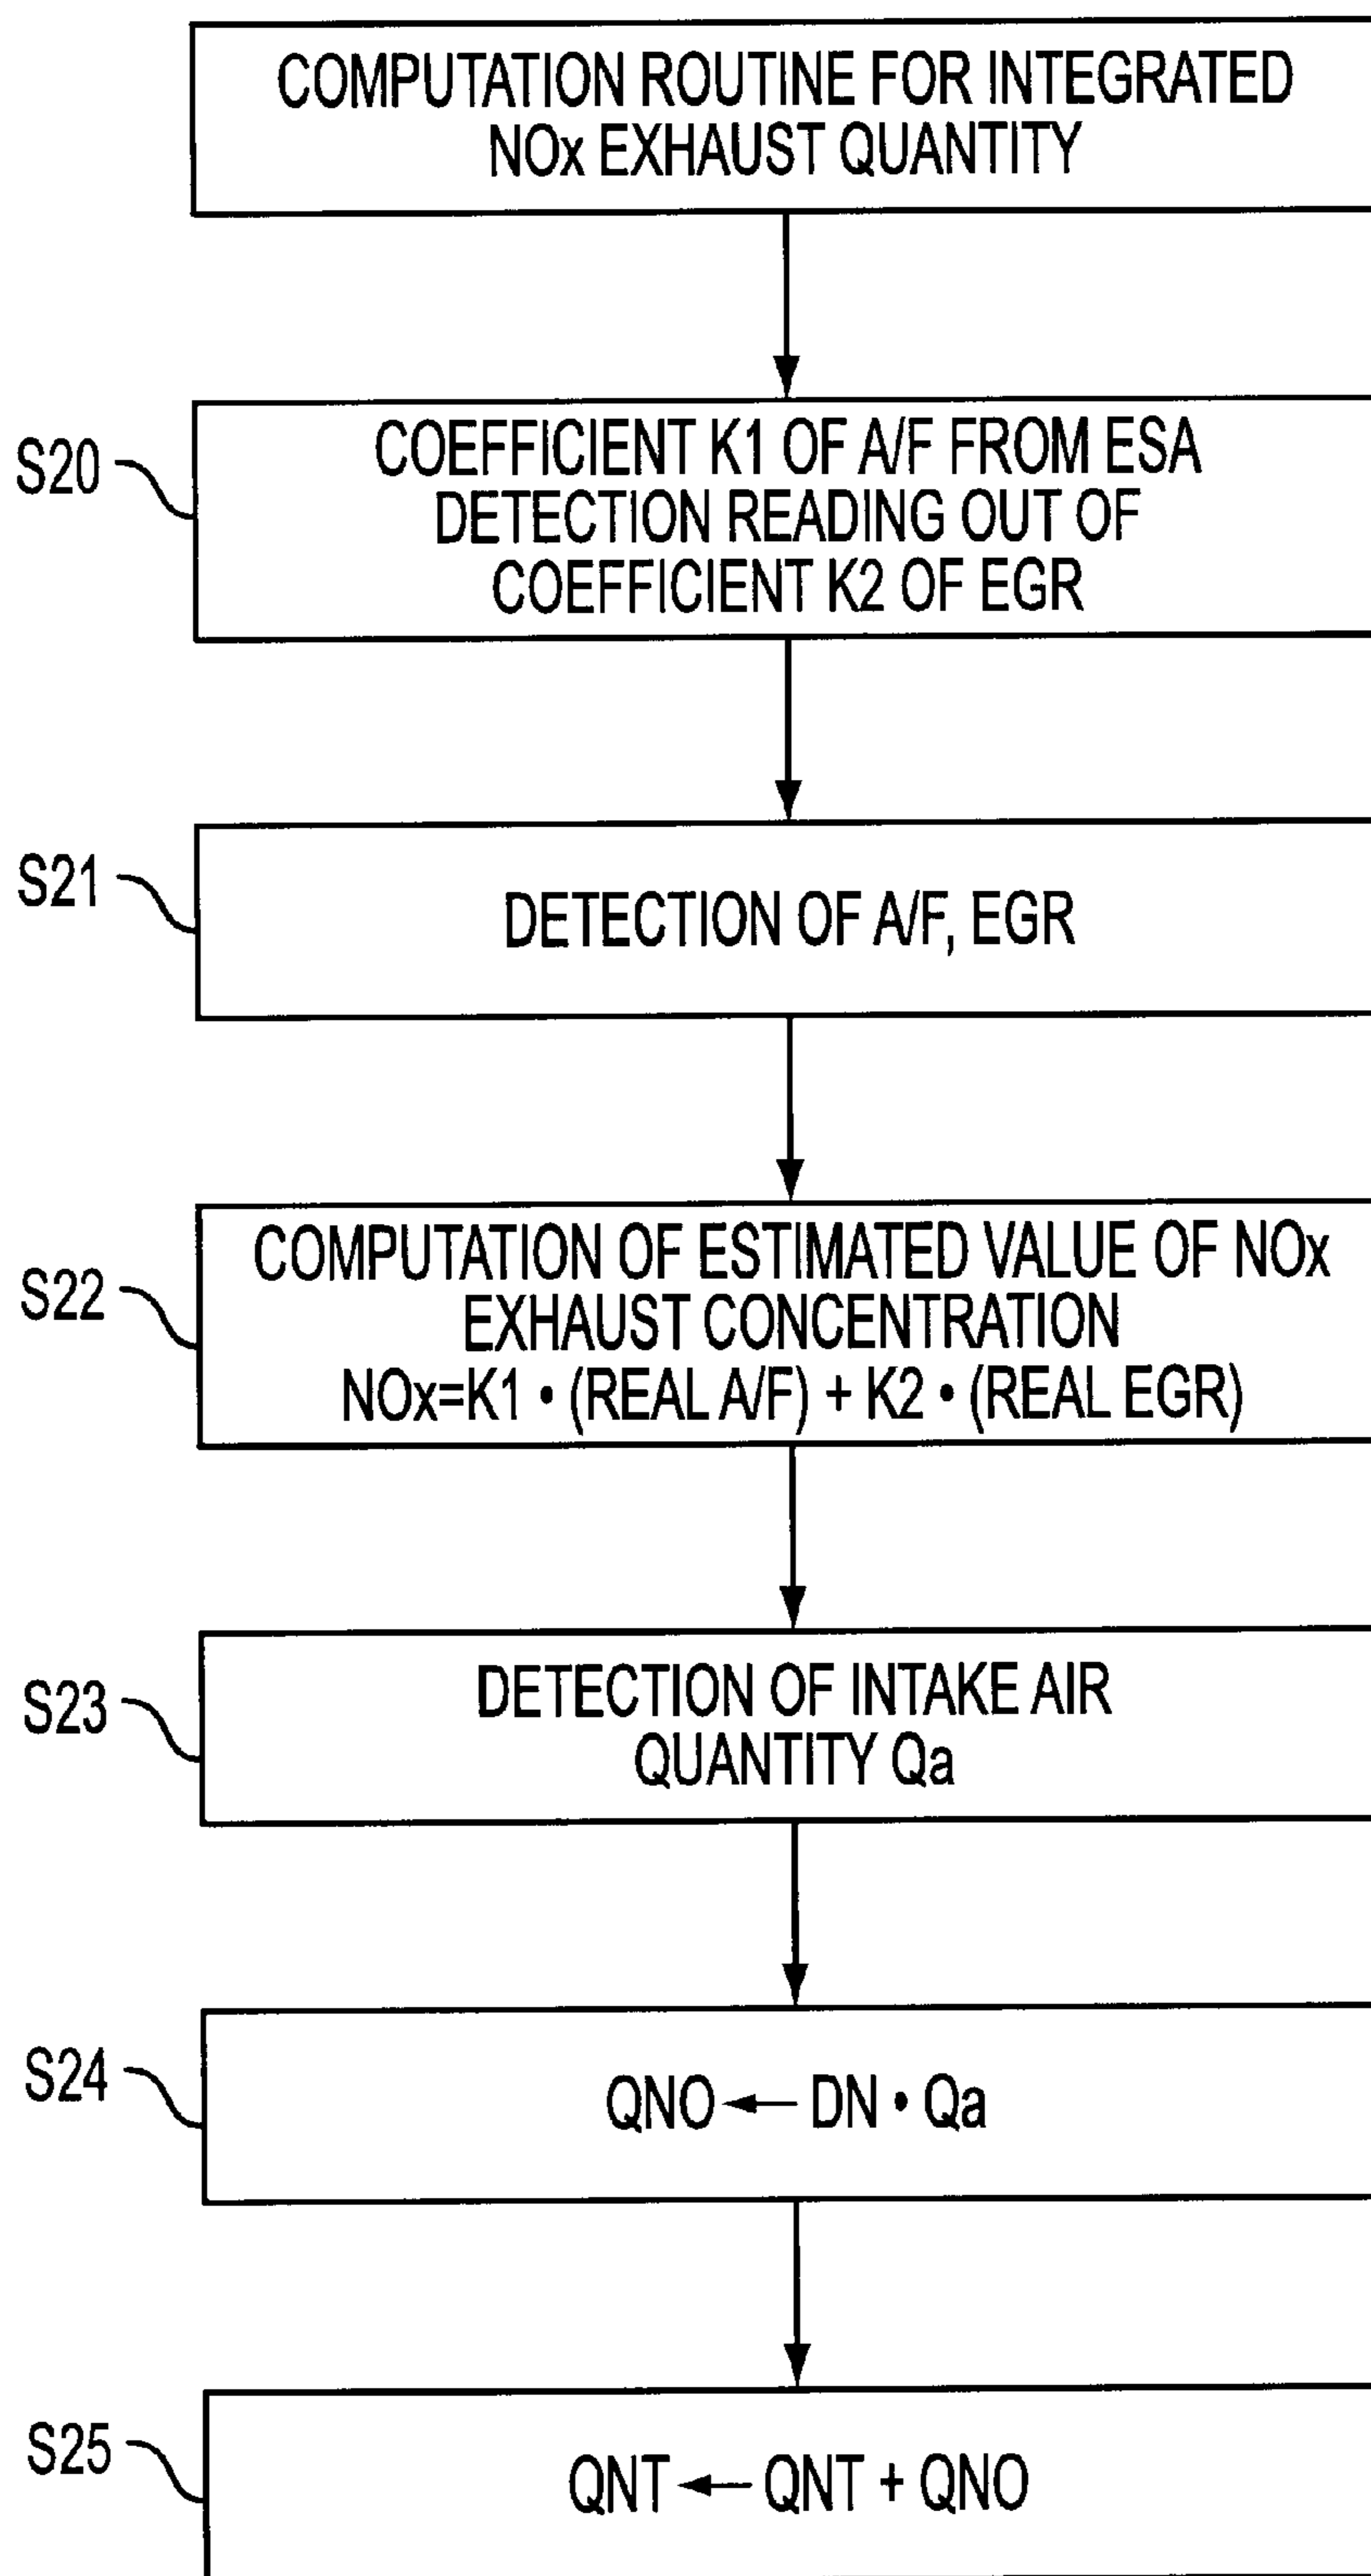 COMPUTATION ROUTINE FOR INTEGRATED
NOx EXHAUST QUANTITY
S20
COEFFICIENT K1 OF A/F FROM ESA
DETECTION READING OUT OF
COEFFICIENT K2 OF EGR
S21
DETECTION OF A/F, EGR
S22
COMPUTATION OF ESTIMATED VALUE OF NOx
EXHAUST CONCENTRATION
NOx=K1 • (REAL A/F) + K2 • (REAL EGR)
S23
DETECTION OF INTAKE AIR
QUANTITY Qa
S24
QNO ← DN • Qa
S25
QNT ← QNT + QNO